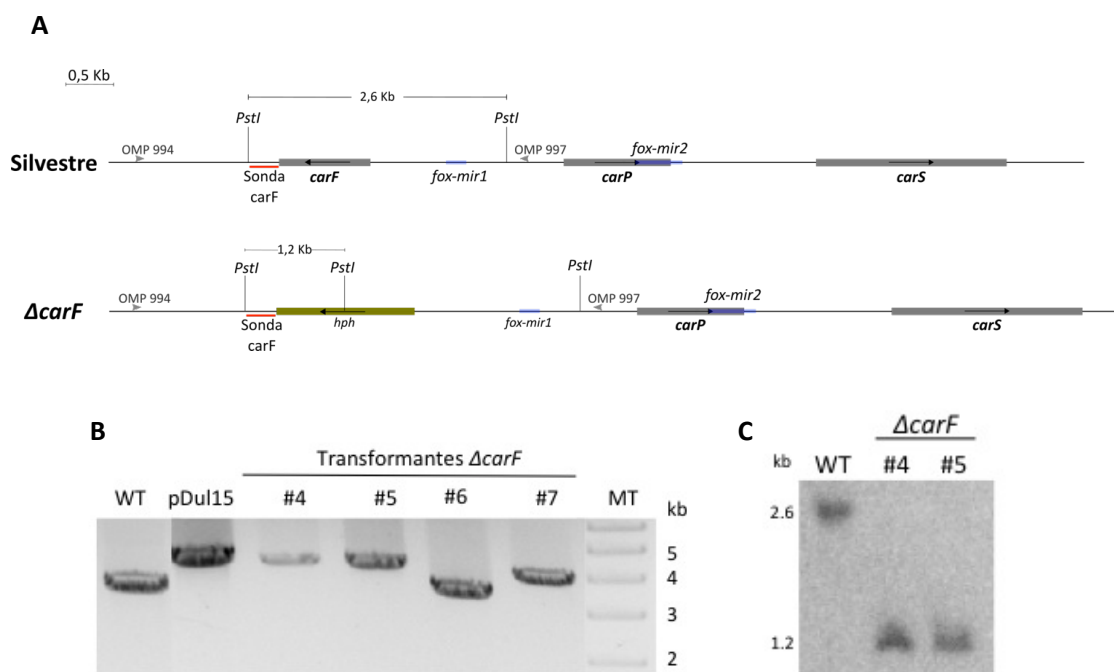 A
0,5 Kb
2,6 Kb
PstI PstI
OMP 994 OMP 997 fox-mir2
Silvestre
Sonda carF fox-mir1 carP carS
carF
1,2 Kb
PstI PstI PstI
OMP 994 OMP 997 fox-mir2
ΔcarF
Sonda hph fox-mir1 carP carS
carF
B
Transformantes ΔcarF
WT pDul15 #4 #5 #6 #7 MT kb
5
4
3
2
C
ΔcarF
kb WT #4 #5
2.6
1.2